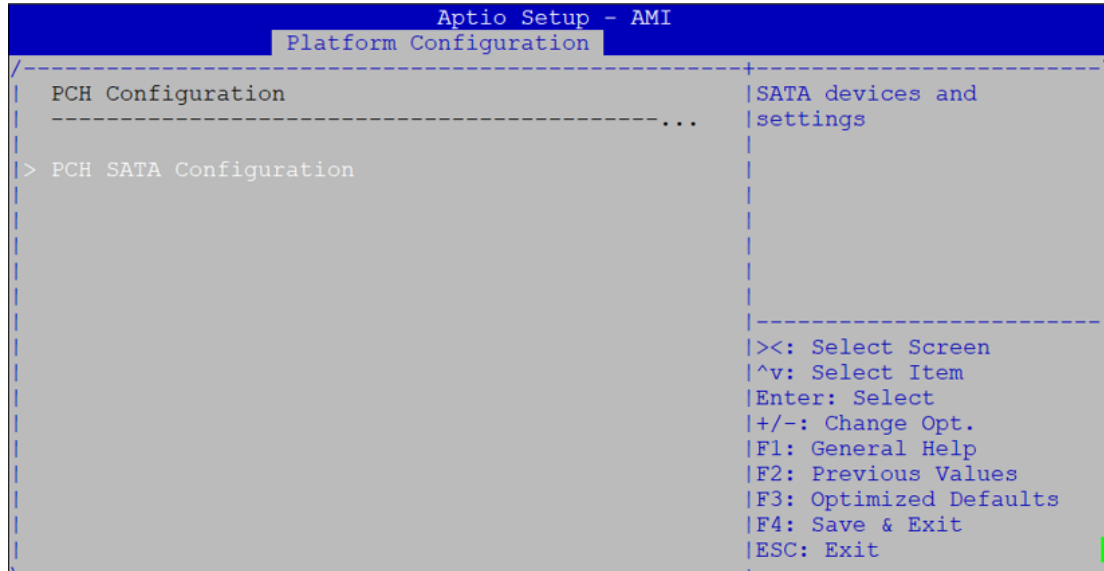 Aptio Setup - AMI
Platform Configuration
PCH Configuration
SATA devices and
settings
> PCH SATA Configuration
><: Select Screen
^v: Select Item
Enter: Select
+/-: Change Opt.
F1: General Help
F2: Previous Values
F3: Optimized Defaults
F4: Save & Exit
ESC: Exit